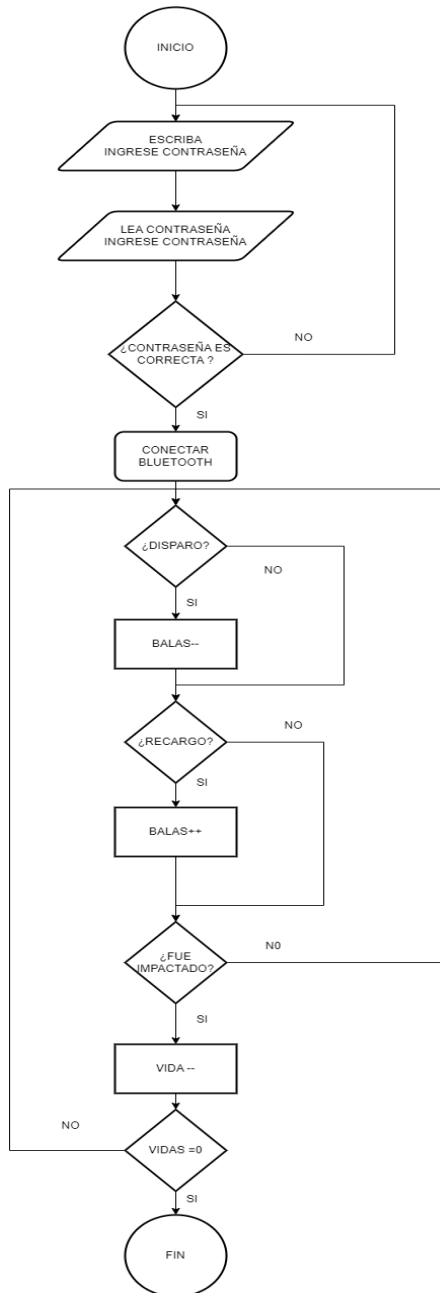 INICIO
ESCRIBA
INGRESE CONTRASEÑA
LEA CONTRASEÑA
INGRESE CONTRASEÑA
¿CONTRASEÑA ES
CORRECTA ?
NO
SI
CONECTAR
BLUETOOTH
¿DISPARO?
NO
SI
BALAS--
¿RECARGO?
NO
SI
BALAS++
¿FUE
IMPACTADO?
N0
SI
VIDA --
NO
VIDAS =0
SI
FIN